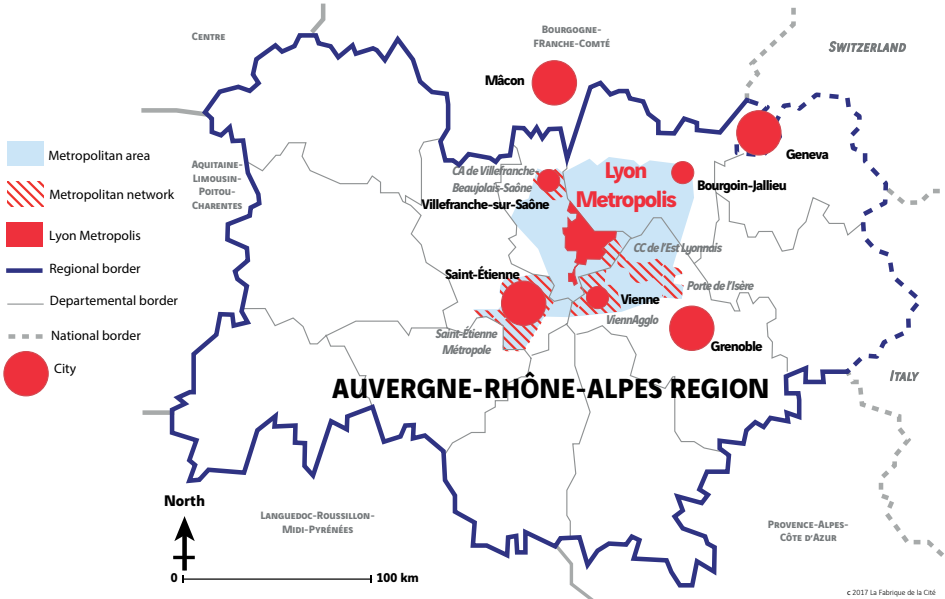 CENTRE
BOURGOGNE-
FRANCHE-COMTÉ
SWITZERLAND
Mâcon
Geneva
Metropolitan area
Metropolitan network
Lyon Metropolis
Regional border
Departemental border
National border
City
AQUITAINE-
LIMOUSIN-
POITOU-
CHARENTES
CA de Villefranche-
Beaujolais-Saône
Villefranche-sur-Saône
Lyon
Metropolis
Bourgoin-Jallieu
CC de l'Est Lyonnais
Saint-Étienne
Porte de l'Isère
Vienne
ViennAgglo
Saint-Étienne
Métropole
Grenoble
ITALY
AUVERGNE-RHÔNE-ALPES REGION
North
0
100 km
LANGUEDOC-ROUSSILLON-
MIDI-PYRÉNÉES
PROVENCE-ALPES-
CÔTE D'AZUR
c 2017 La Fabrique de la Cité